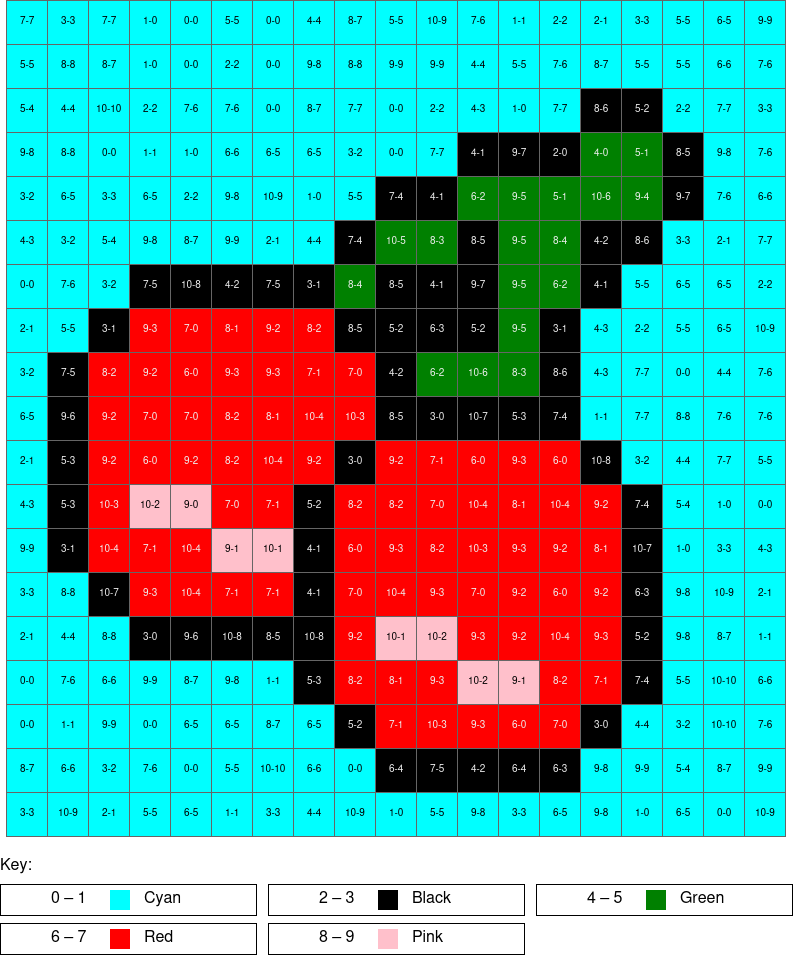 7-7 3-3 7-7 1-0 0-0 5-5 0-0 4-4 8-7 5-5 10-9 7-6 1-1 2-2 2-1 3-3 5-5 6-5 9-9
5-5 8-8 8-7 1-0 0-0 2-2 0-0 9-8 8-8 9-9 9-9 4-4 5-5 7-6 8-7 5-5 5-5 6-6 7-6
5-4 4-4 10-10 2-2 7-6 7-6 0-0 8-7 7-7 0-0 2-2 4-3 1-0 7-7 8-6 5-2 2-2 7-7 3-3
9-8 8-8 0-0 1-1 1-0 6-6 6-5 6-5 3-2 0-0 7-7 4-1 9-7 2-0 4-0 5-1 8-5 9-8 7-6
3-2 6-5 3-3 6-5 2-2 9-8 10-9 1-0 5-5 7-4 4-1 6-2 9-5 5-1 10-6 9-4 9-7 7-6 6-6
4-3 3-2 5-4 9-8 8-7 9-9 2-1 4-4 7-4 10-5 8-3 8-5 9-5 8-4 4-2 8-6 3-3 2-1 7-7
0-0 7-6 3-2 7-5 10-8 4-2 7-5 3-1 8-4 8-5 4-1 9-7 9-5 6-2 4-1 5-5 6-5 6-5 2-2
2-1 5-5 3-1 9-3 7-0 8-1 9-2 8-2 8-5 5-2 6-3 5-2 9-5 3-1 4-3 2-2 5-5 6-5 10-9
3-2 7-5 8-2 9-2 6-0 9-3 9-3 7-1 7-0 4-2 6-2 10-6 8-3 8-6 4-3 7-7 0-0 4-4 7-6
6-5 9-6 9-2 7-0 7-0 8-2 8-1 10-4 10-3 8-5 3-0 10-7 5-3 7-4 1-1 7-7 8-8 7-6 7-6
2-1 5-3 9-2 6-0 9-2 8-2 10-4 9-2 3-0 9-2 7-1 6-0 9-3 6-0 10-8 3-2 4-4 7-7 5-5
4-3 5-3 10-3 10-2 9-0 7-0 7-1 5-2 8-2 8-2 7-0 10-4 8-1 10-4 9-2 7-4 5-4 1-0 0-0
9-9 3-1 10-4 7-1 10-4 9-1 10-1 4-1 6-0 9-3 8-2 10-3 9-3 9-2 8-1 10-7 1-0 3-3 4-3
3-3 8-8 10-7 9-3 10-4 7-1 7-1 4-1 7-0 10-4 9-3 7-0 9-2 6-0 9-2 6-3 9-8 10-9 2-1
2-1 4-4 8-8 3-0 9-6 10-8 8-5 10-8 9-2 10-1 10-2 9-3 9-2 10-4 9-3 5-2 9-8 8-7 1-1
0-0 7-6 6-6 9-9 8-7 9-8 1-1 5-3 8-2 8-1 9-3 10-2 9-1 8-2 7-1 7-4 5-5 10-10 6-6
0-0 1-1 9-9 0-0 6-5 6-5 8-7 6-5 5-2 7-1 10-3 9-3 6-0 7-0 3-0 4-4 3-2 10-10 7-6
8-7 6-6 3-2 7-6 0-0 5-5 10-10 6-6 0-0 6-4 7-5 4-2 6-4 6-3 9-8 9-9 5-4 8-7 9-9
3-3 10-9 2-1 5-5 6-5 1-1 3-3 4-4 10-9 1-0 5-5 9-8 3-3 6-5 9-8 1-0 6-5 0-0 10-9
Key:
0 – 1 Cyan 2 – 3 Black 4 – 5 Green
6 – 7 Red 8 – 9 Pink